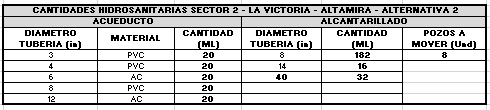 CANTIDADES HIDROSANITARIAS SECTOR 2 - LA VICTORIA - ALTAMIRA - ALTERNATIVA 2
ACUEDUCTO ALCANTARILLADO
DIAMETRO TUBERIA (in) MATERIAL CANTIDAD (ML) DIAMETRO TUBERIA (in) CANTIDAD (ML) POZOS A MOVER (Und)
3 PVC 20 8 182 8
4 PVC 20 14 16
6 AC 20 40 32
8 PVC 20
12 AC 20